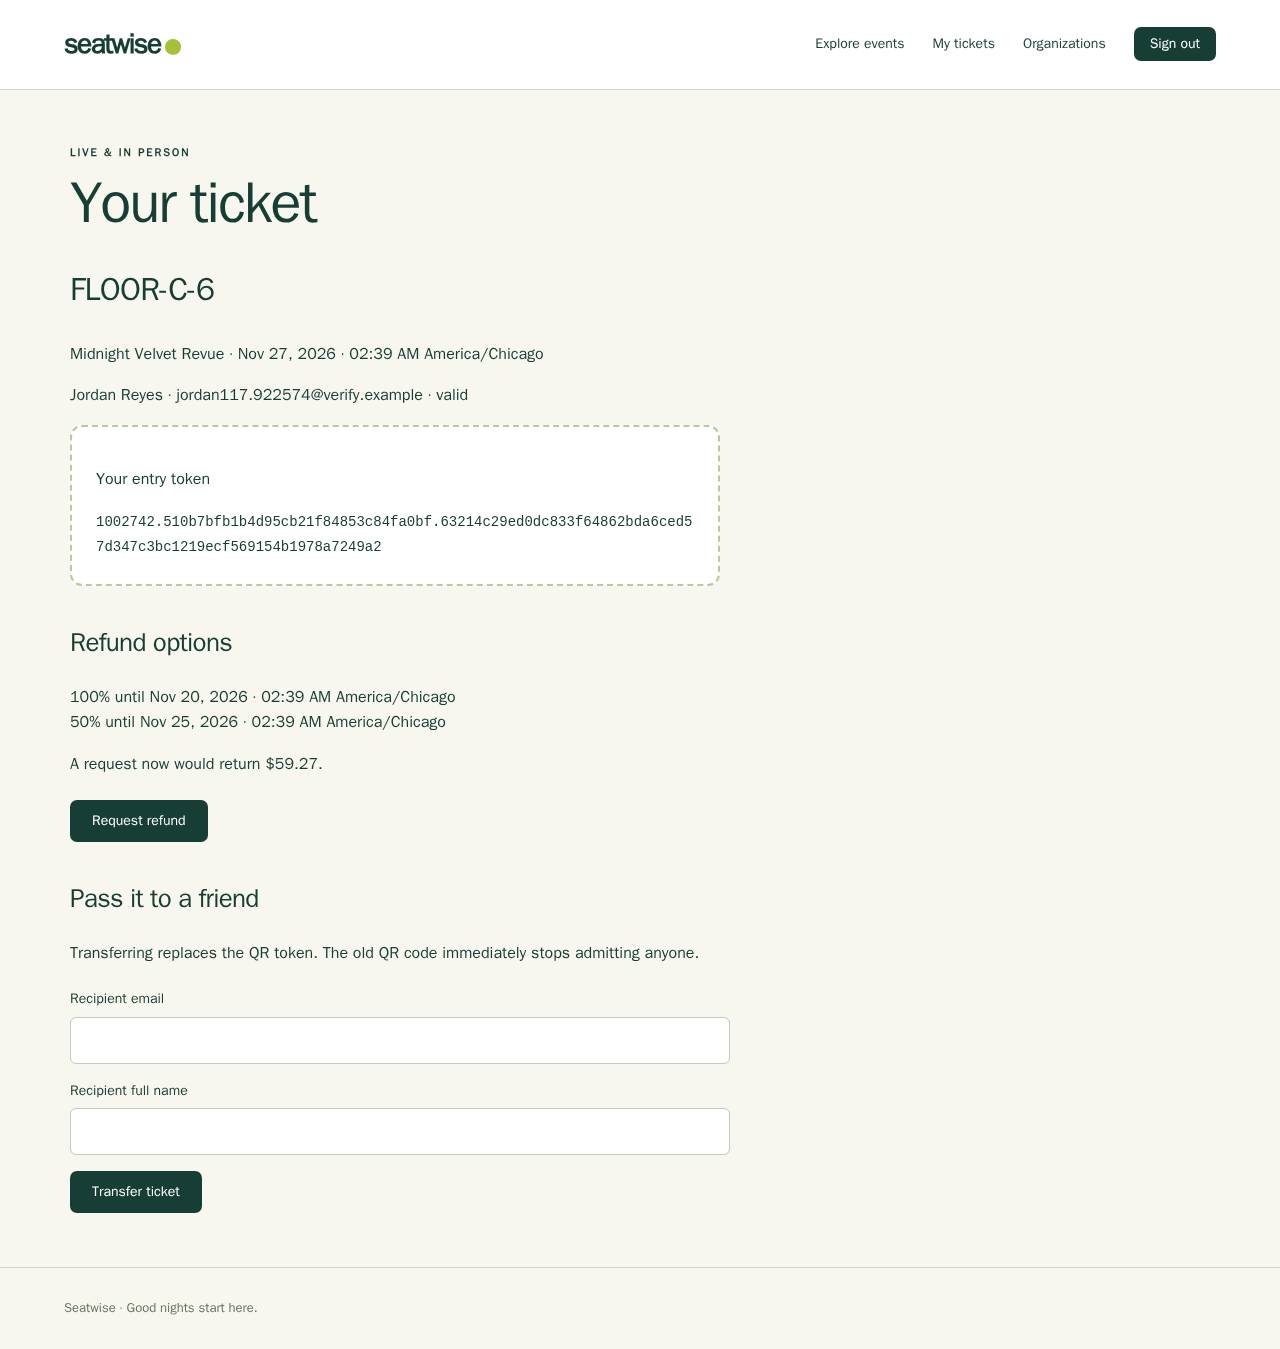 seatwise
Explore events
My tickets
Organizations
Sign out
LIVE & IN PERSON
Your ticket
FLOOR-C-6
Midnight Velvet Revue · Nov 27, 2026 · 02:39 AM America/Chicago
Jordan Reyes · jordan117.922574@verify.example · valid
Your entry token
1002742.510b7bfb1b4d95cb21f84853c84fa0bf.63214c29ed0dc833f64862bda6ced5
7d347c3bc1219ecf569154b1978a7249a2
Refund options
100% until Nov 20, 2026 · 02:39 AM America/Chicago
50% until Nov 25, 2026 · 02:39 AM America/Chicago
A request now would return $59.27.
Request refund
Pass it to a friend
Transferring replaces the QR token. The old QR code immediately stops admitting anyone.
Recipient email
Recipient full name
Transfer ticket
Seatwise · Good nights start here.